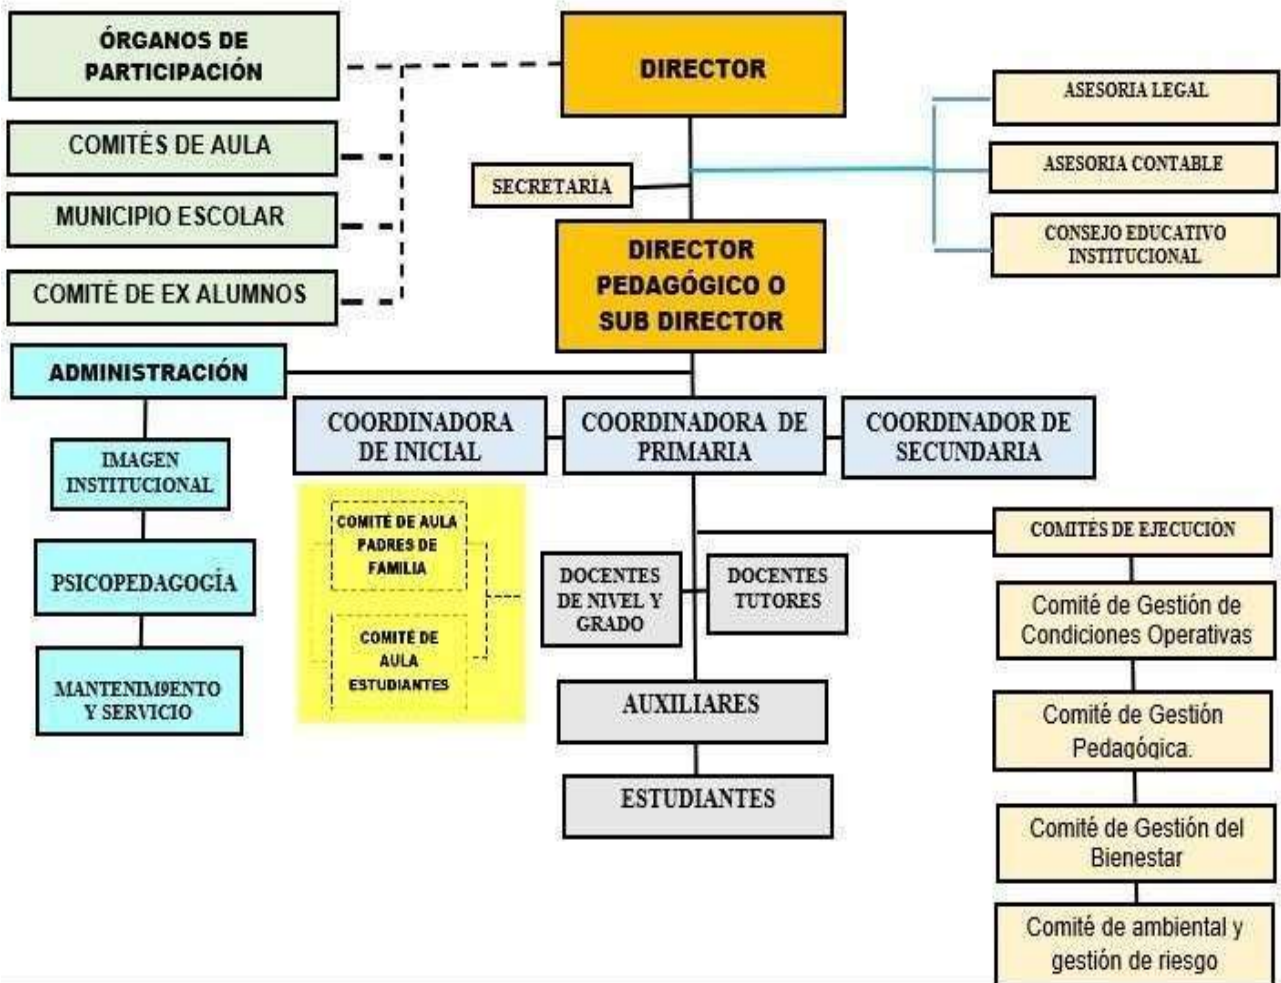 ÓRGANOS DE
PARTICIPACIÓN
COMITÉS DE AULA
MUNICIPIO ESCOLAR
COMITÉ DE EX ALUMNOS
DIRECTOR
SECRETARÍA
ASESORIA LEGAL
ASESORIA CONTABLE
CONSEJO EDUCATIVO
INSTITUCIONAL
DIRECTOR
PEDAGÓGICO O
SUB DIRECTOR
ADMINISTRACIÓN
IMAGEN
INSTITUCIONAL
PSICOPEDAGOGÍA
MANTENIM9ENTO
Y SERVICIO
COORDINADORA
DE INICIAL
COORDINADORA DE
PRIMARIA
COORDINADOR DE
SECUNDARIA
COMITÉ DE AULA
PADRES DE
FAMILIA
COMITÉ DE
AULA
ESTUDIANTES
DOCENTES
DE NIVEL Y
GRADO
DOCENTES
TUTORES
AUXILIARES
ESTUDIANTES
COMITÉS DE EJECUCIÓN
Comité de Gestión de
Condiciones Operativas
Comité de Gestión
Pedagógica.
Comité de Gestión del
Bienestar
Comité de ambiental y
gestión de riesgo